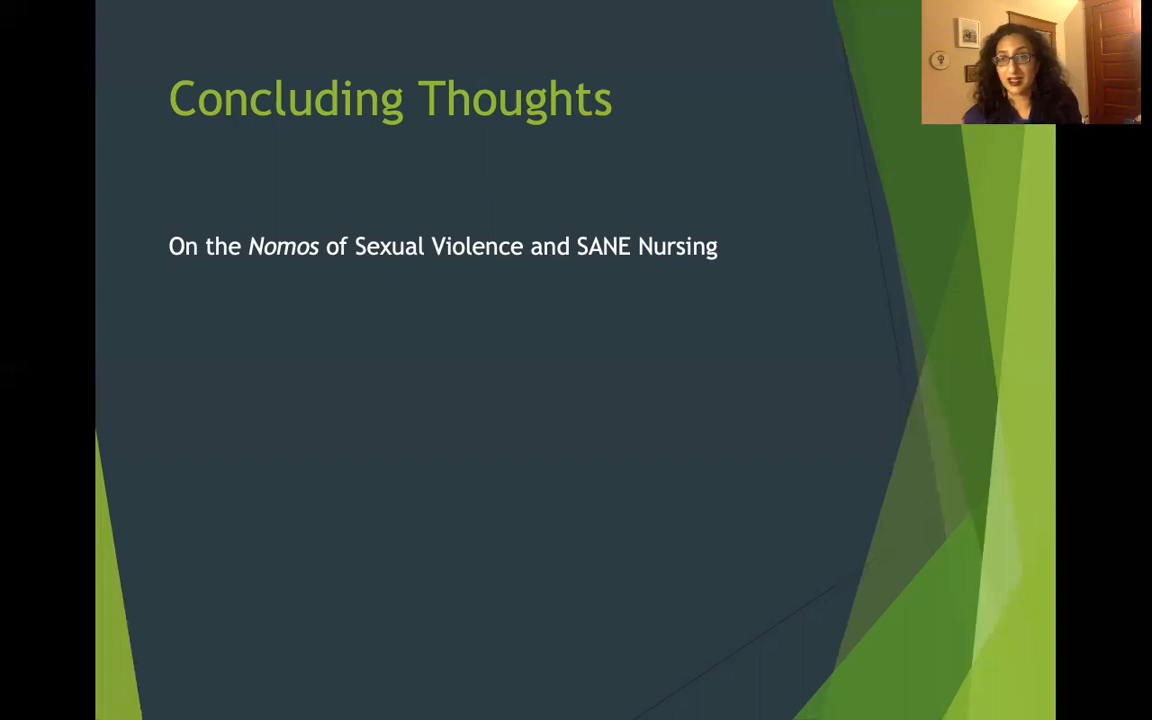 Concluding Thoughts
On the Nomos of Sexual Violence and SANE Nursing